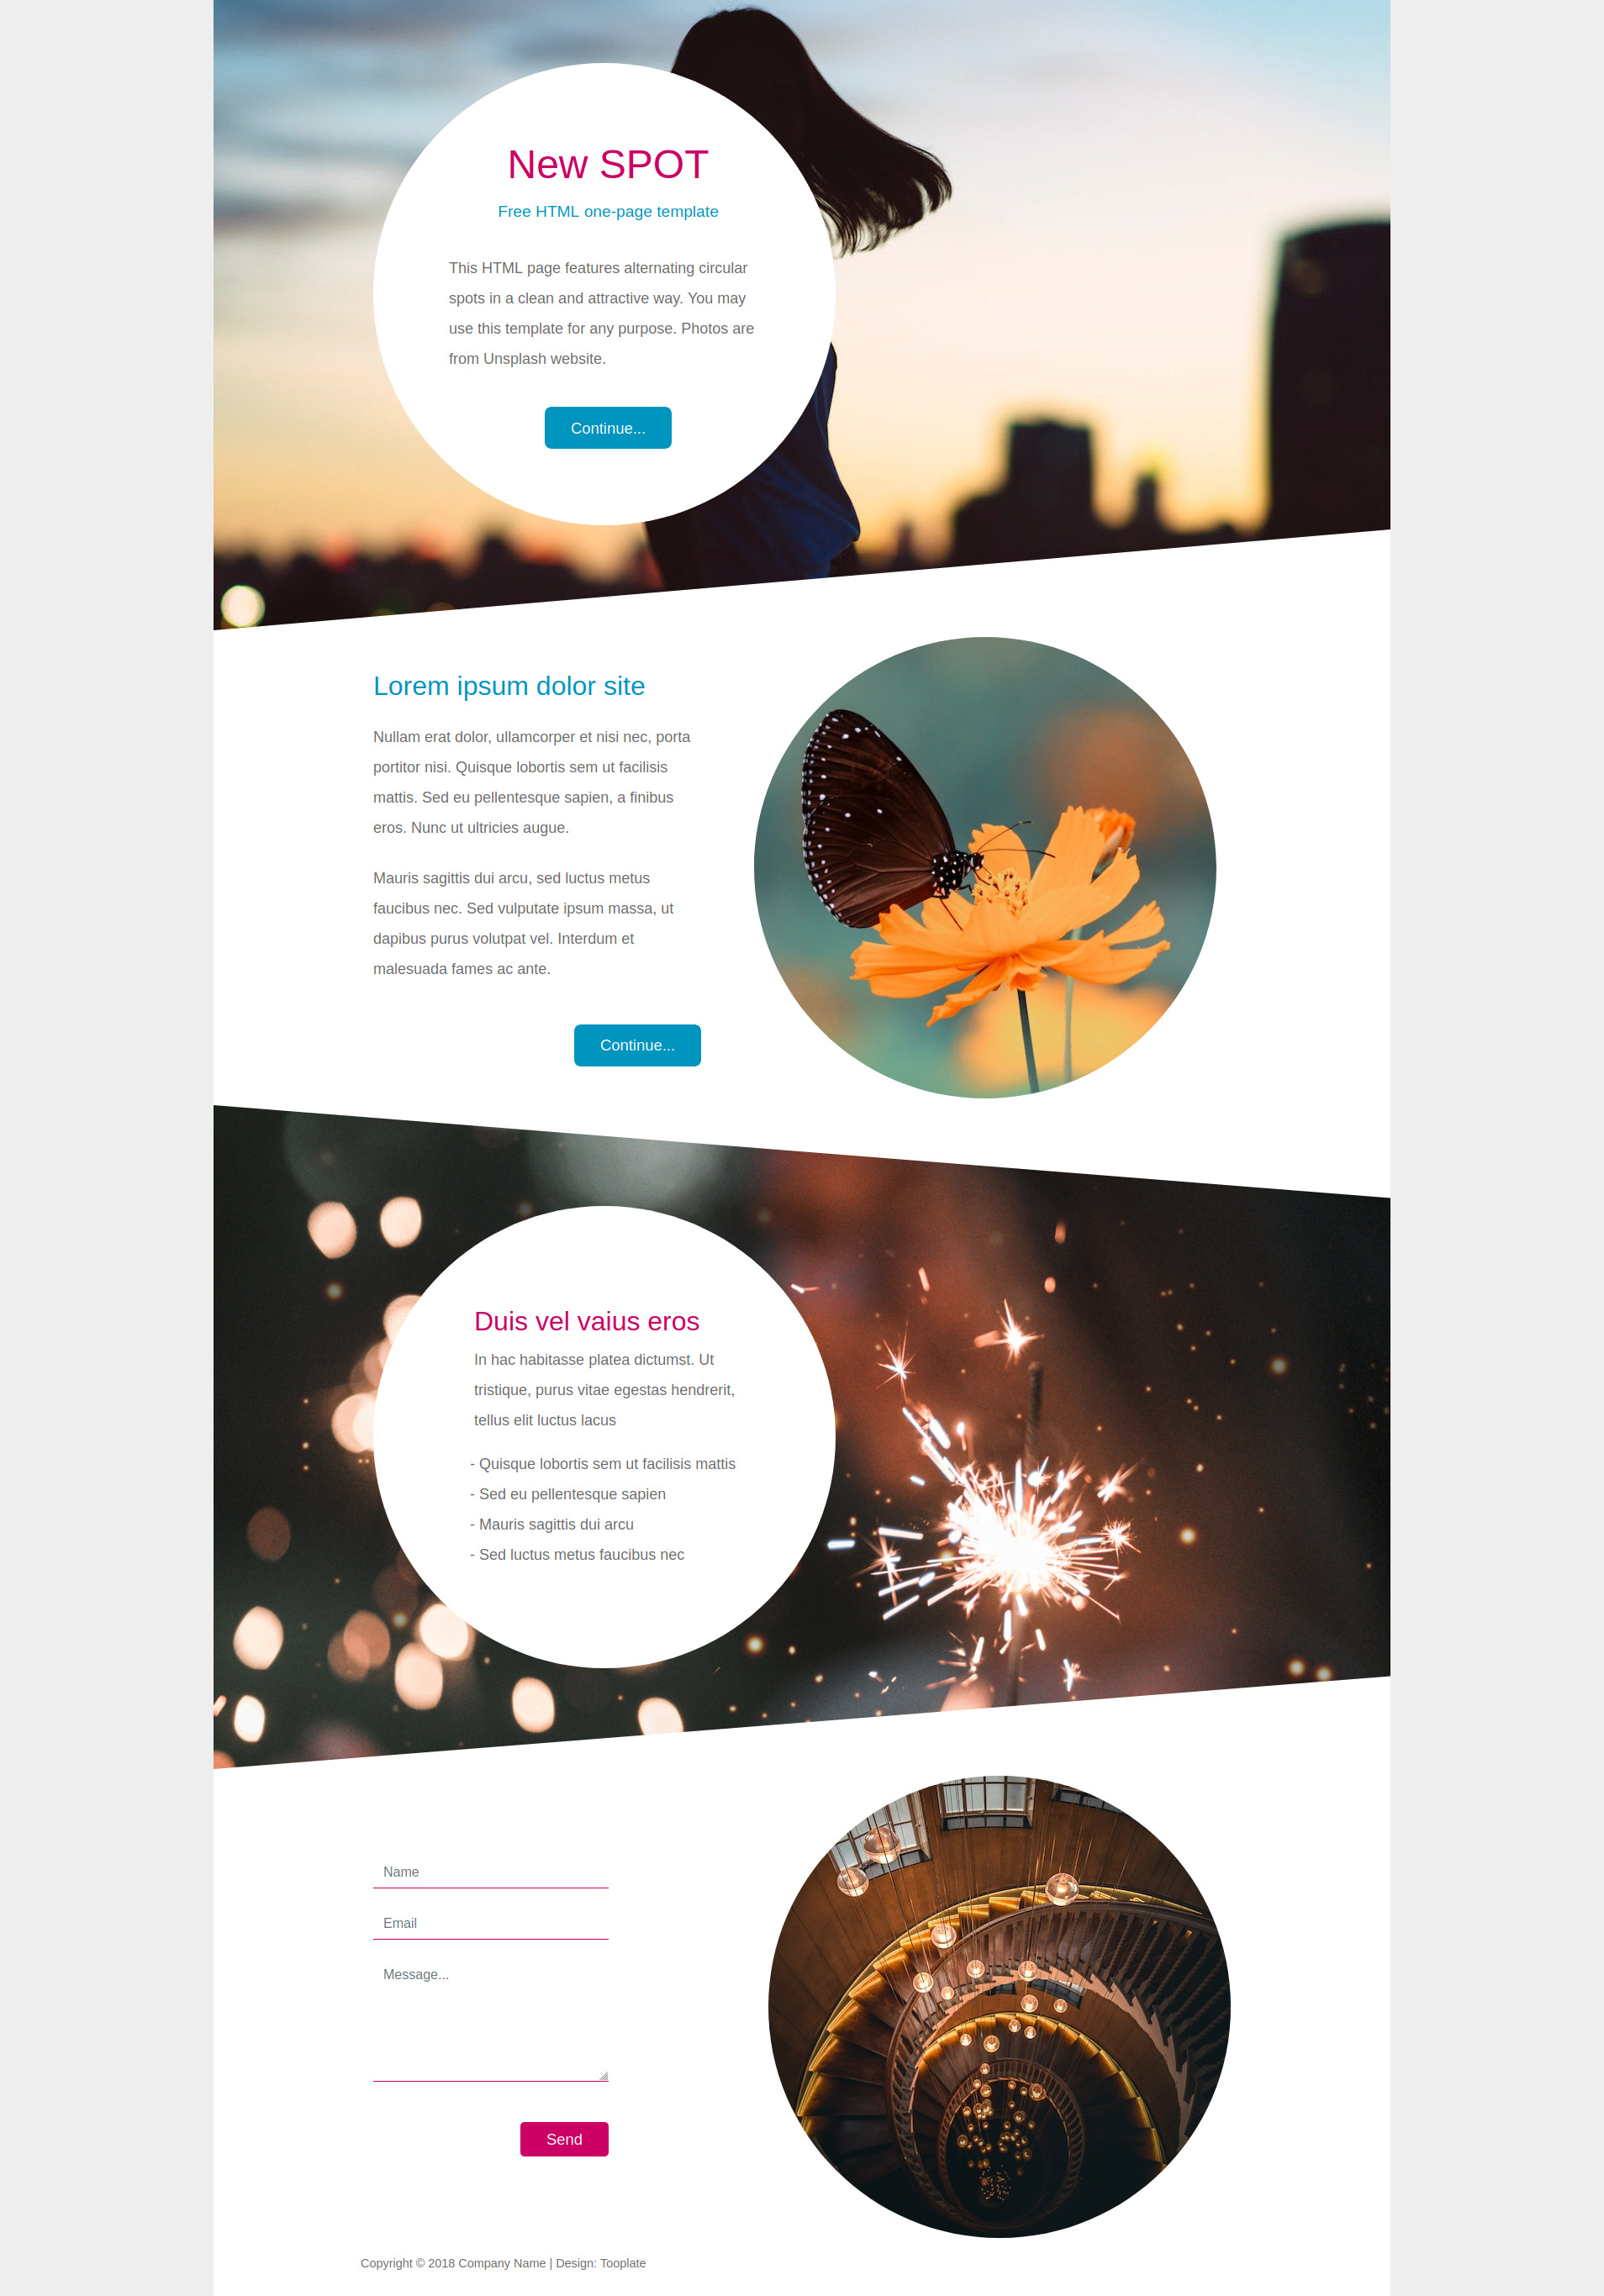 New SPOT
Free HTML one-page template
This HTML page features alternating circular
spots in a clean and attractive way. You may
use this template for any purpose. Photos are
from Unsplash website.
Continue...
Lorem ipsum dolor site
Nullam erat dolor, ullamcorper et nisi nec, porta
portitor nisi. Quisque lobortis sem ut facilisis
mattis. Sed eu pellentesque sapien, a finibus
eros. Nunc ut ultricies augue.
Mauris sagittis dui arcu, sed luctus metus
faucibus nec. Sed vulputate ipsum massa, ut
dapibus purus volutpat vel. Interdum et
malesuada fames ac ante.
Continue...
Duis vel vaius eros
In hac habitasse platea dictumst. Ut
tristique, purus vitae egestas hendrerit,
tellus elit luctus lacus
- Quisque lobortis sem ut facilisis mattis
- Sed eu pellentesque sapien
- Mauris sagittis dui arcu
- Sed luctus metus faucibus nec
Name
Email
Message...
Send
Copyright © 2018 Company Name | Design: Tooplate